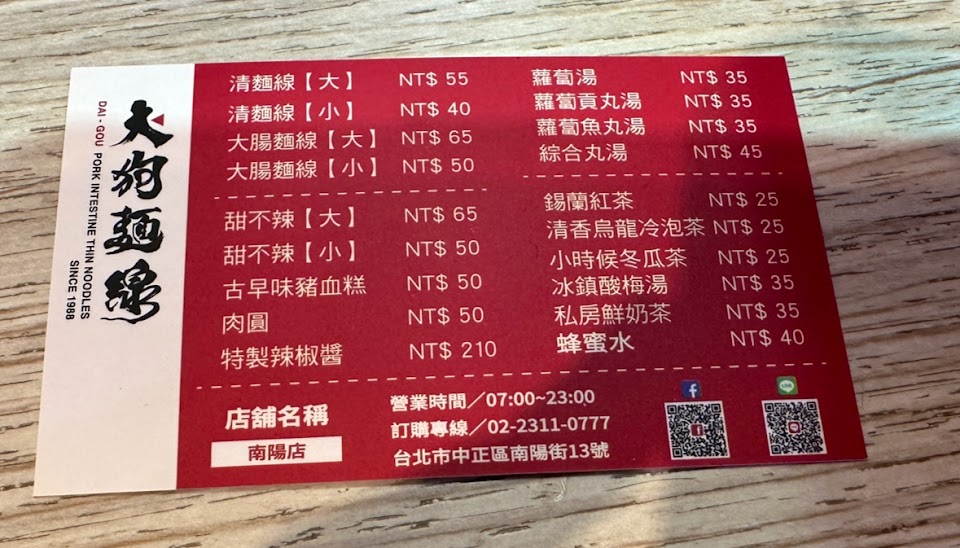 大狗麵線
DAI-GOU PORK INTESTINE THIN NOODLES
SINCE 1988
清麵線【大】 NT$ 55
清麵線【小】 NT$ 40
大腸麵線【大】 NT$ 65
大腸麵線【小】 NT$ 50
甜不辣【大】 NT$ 65
甜不辣【小】 NT$ 50
古早味豬血糕 NT$ 50
肉圓 NT$ 50
特製辣椒醬 NT$ 210
蘿蔔湯 NT$ 35
蘿蔔貢丸湯 NT$ 35
蘿蔔魚丸湯 NT$ 35
綜合丸湯 NT$ 45
錫蘭紅茶 NT$ 25
清香烏龍冷泡茶 NT$ 25
小時候冬瓜茶 NT$ 25
冰鎮酸梅湯 NT$ 35
私房鮮奶茶 NT$ 35
蜂蜜水 NT$ 40
店舖名稱
南陽店
營業時間／07:00~23:00
訂購專線／02-2311-0777
台北市中正區南陽街13號
f
LINE